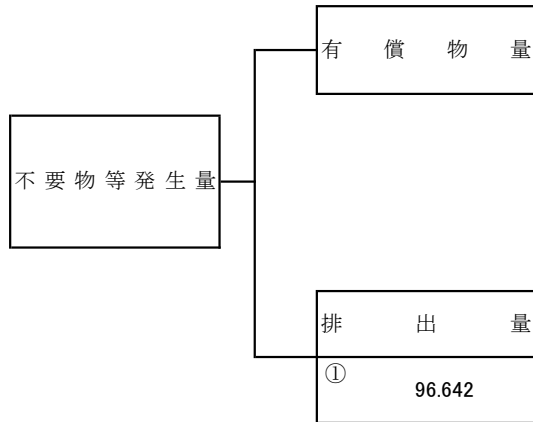 有償物量
不要物等発生量
排出量
①
96.642